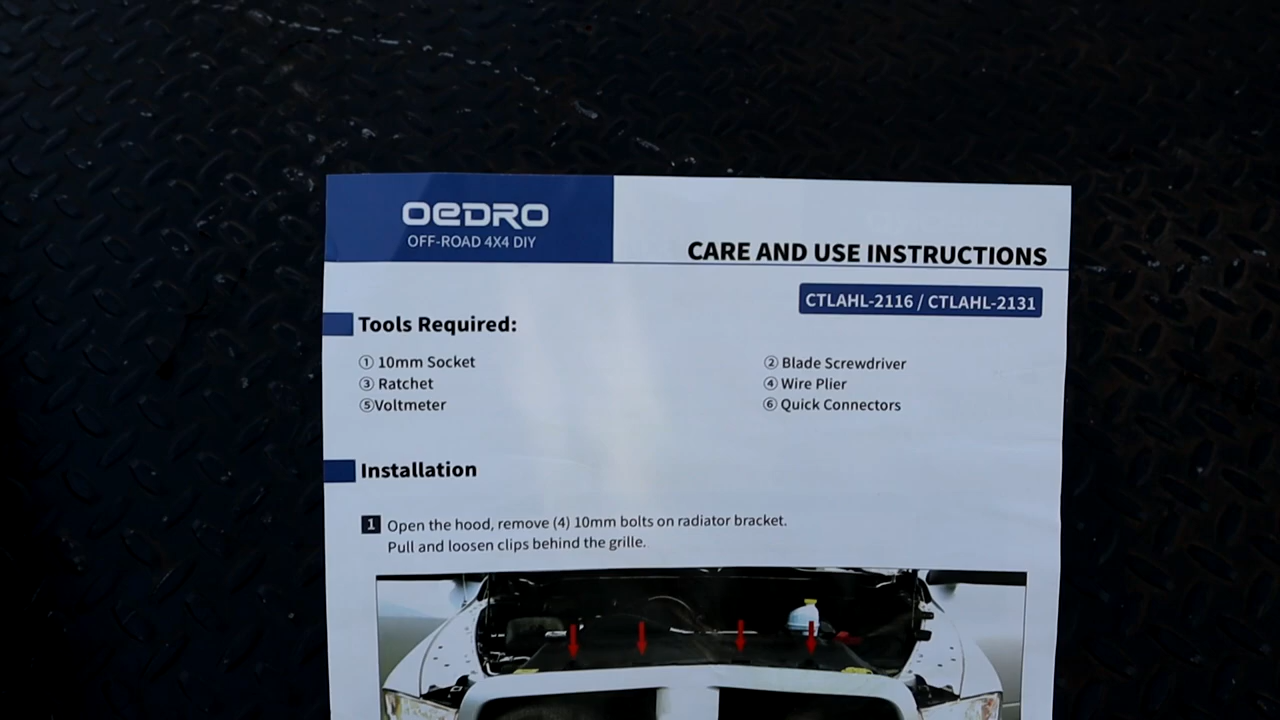 OEDRO
OFF-ROAD 4X4 DIY
CARE AND USE INSTRUCTIONS
CTLAHL-2116 / CTLAHL-2131
Tools Required:
① 10mm Socket
② Blade Screwdriver
③ Ratchet
④ Wire Plier
⑤Voltmeter
⑥ Quick Connectors
Installation
1 Open the hood, remove (4) 10mm bolts on radiator bracket.
Pull and loosen clips behind the grille.